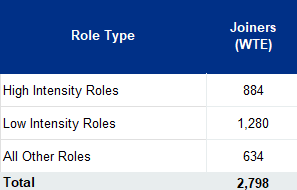 Role Type Joiners (WTE)
High Intensity Roles 884
Low Intensity Roles 1,280
All Other Roles 634
Total 2,798